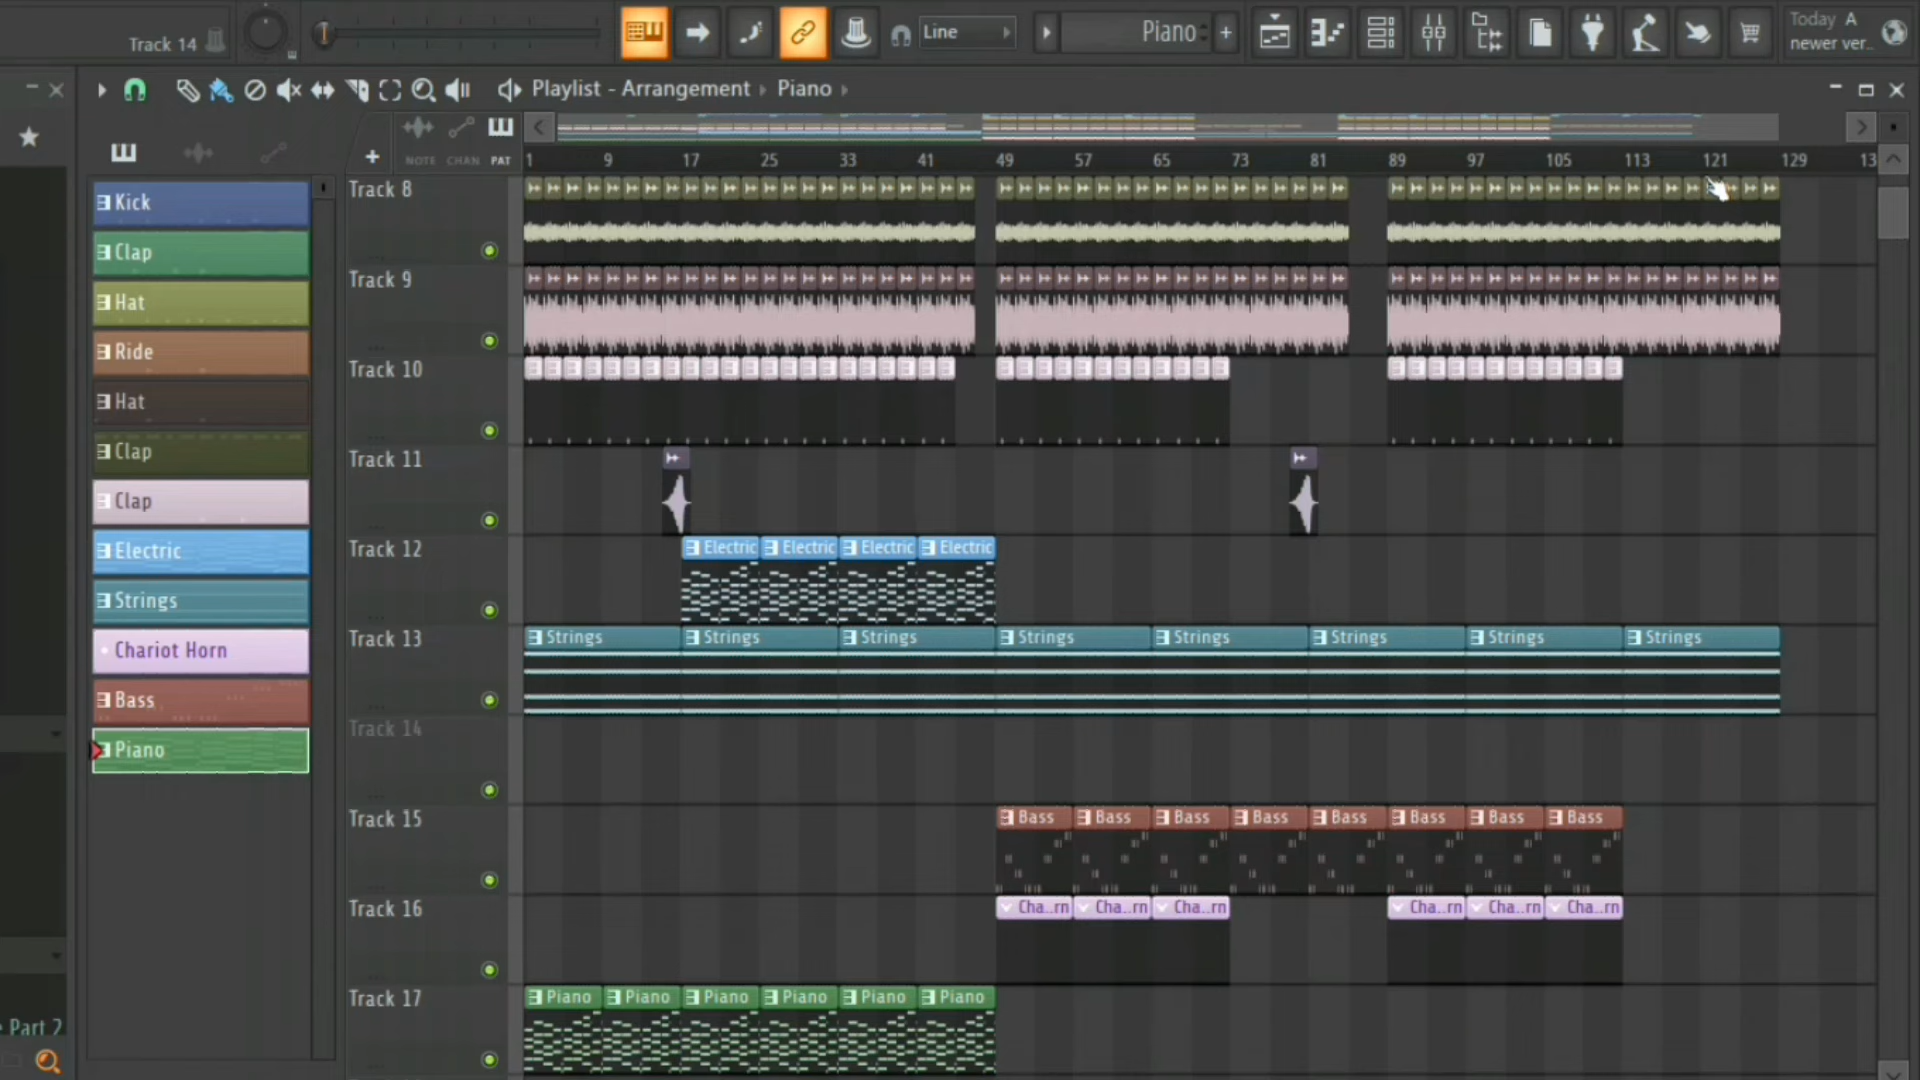 Track 14
Line
Piano
+
Today A
newer ver..
Playlist - Arrangement › Piano ›
NOTE CHAN PAT
1 9 17 25 33 41 49 57 65 73 81 89 97 105 113 121 129 13
Kick
Clap
Hat
Ride
Hat
Clap
Clap
Electric
Strings
Chariot Horn
Bass
Piano
Track 8
Track 9
Track 10
Track 11
Track 12
Electric Electric Electric Electric
Track 13
Strings Strings Strings Strings Strings Strings Strings Strings
Track 14
Track 15
Bass Bass Bass Bass Bass Bass Bass Bass
Track 16
Cha..rn Cha..rn Cha..rn Cha..rn Cha..rn Cha..rn
Track 17
Piano Piano Piano Piano Piano Piano
Part 2